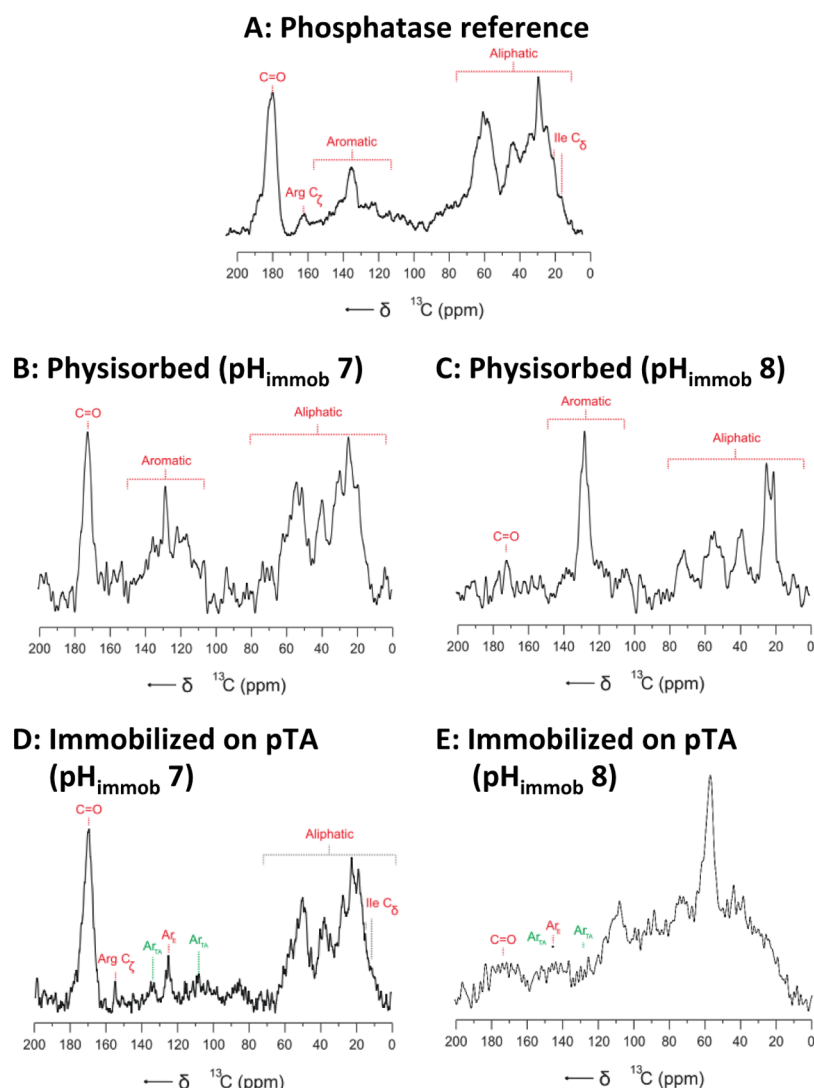 A: Phosphatase reference
Aliphatic
C=O
Aromatic
Ile Cδ
Arg Cζ
200 180 160 140 120 100 80 60 40 20 0
← δ ¹³C (ppm)
B: Physisorbed (pHimmob 7)
C=O
Aliphatic
Aromatic
200 180 160 140 120 100 80 60 40 20 0
← δ ¹³C (ppm)
C: Physisorbed (pHimmob 8)
Aromatic
Aliphatic
C=O
200 180 160 140 120 100 80 60 40 20 0
← δ ¹³C (ppm)
D: Immobilized on pTA
(pHimmob 7)
C=O
Aliphatic
Ile Cδ
Arg Cζ
ArTA
ArE
ArTA
200 180 160 140 120 100 80 60 40 20 0
← δ ¹³C (ppm)
E: Immobilized on pTA
(pHimmob 8)
C=O
ArTA
ArE
ArTA
200 180 160 140 120 100 80 60 40 20 0
← δ ¹³C (ppm)